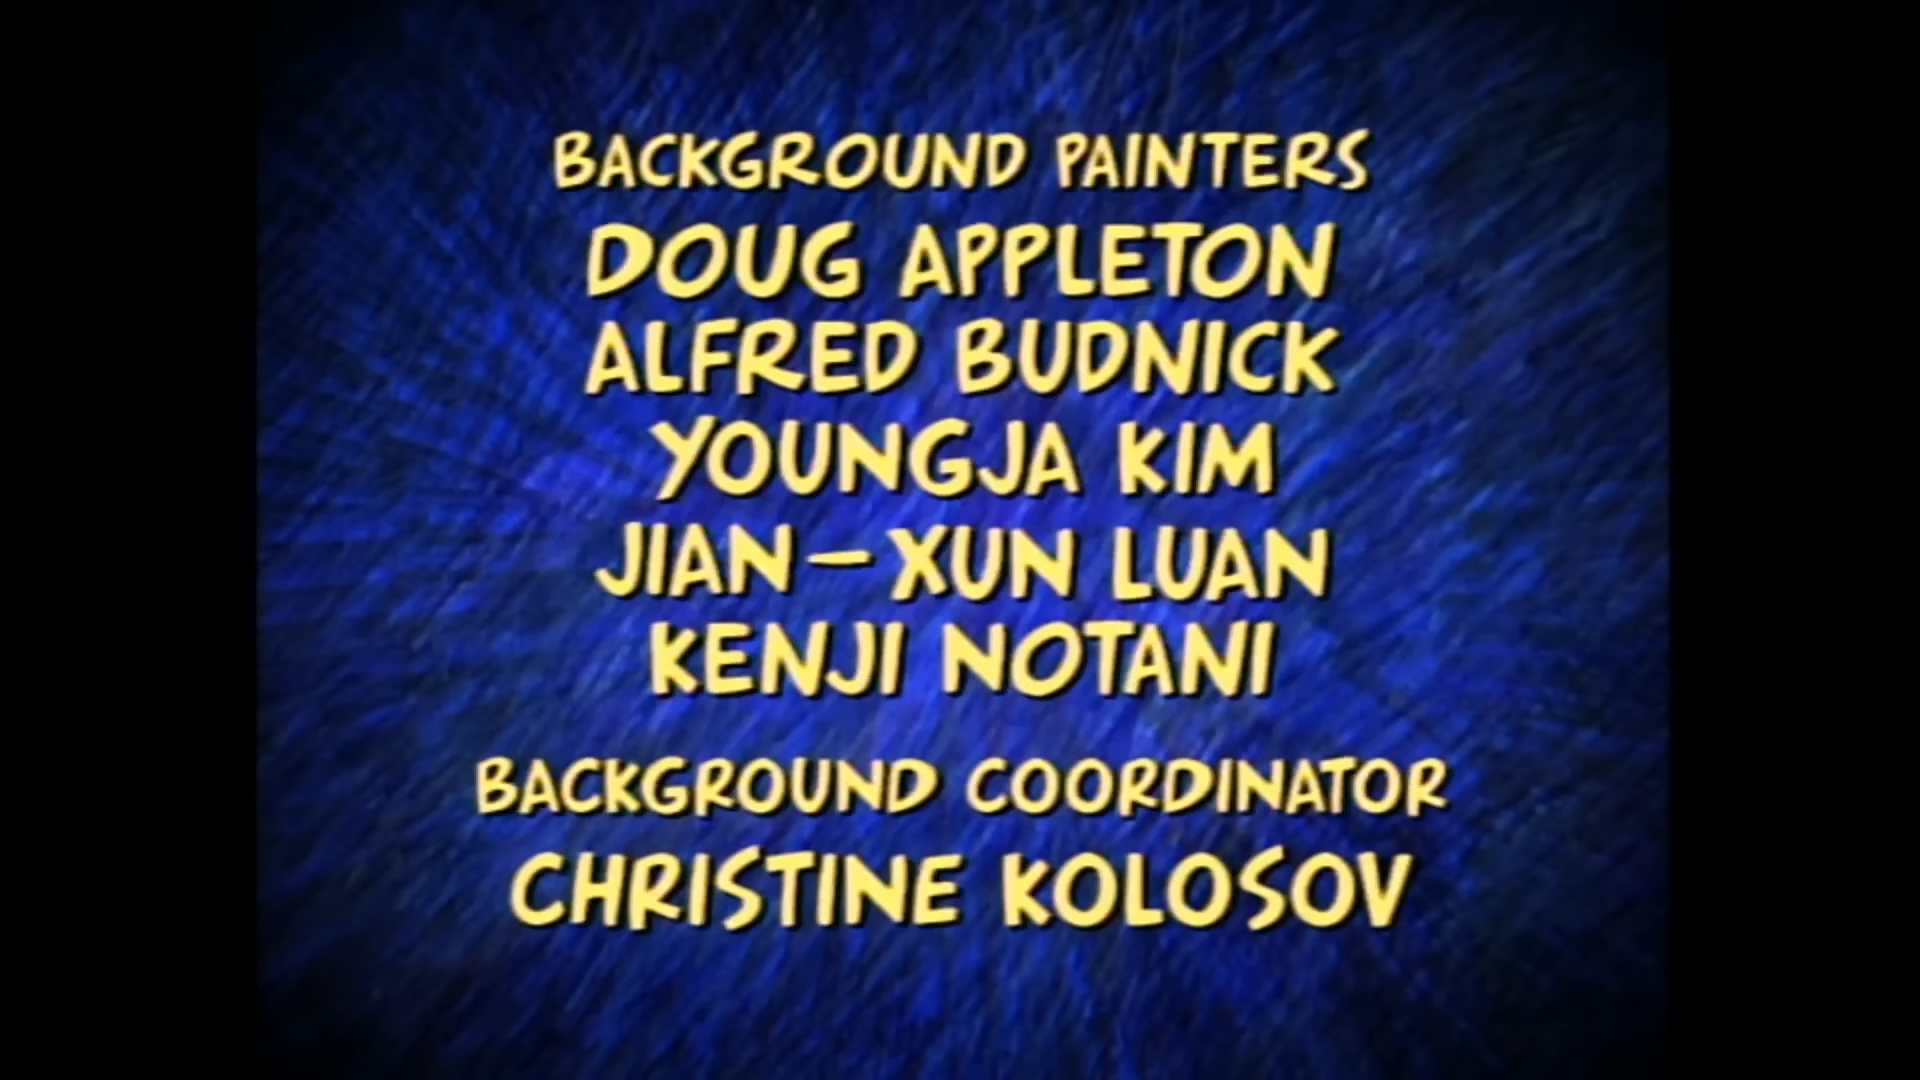 BACKGROUND PAINTERS
DOUG APPLETON
ALFRED BUDNICK
YOUNGJA KIM
JIAN-XUN LUAN
KENJI NOTANI
BACKGROUND COORDINATOR
CHRISTINE KOLOSOV